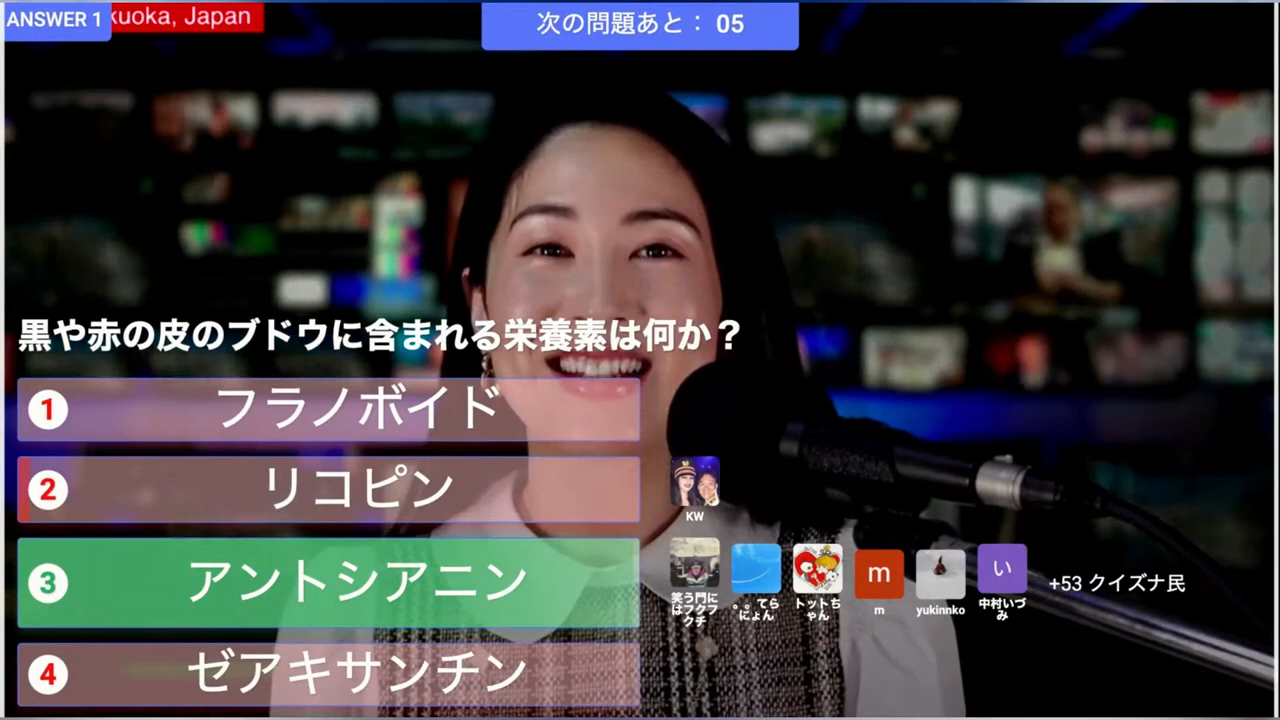 ANSWER 1
kuoka, Japan
次の問題あと： 05
黒や赤の皮のブドウに含まれる栄養素は何か？
1 フラノボイド
2 リコピン
KW
3 アントシアニン
笑う門に
はフクフ
クチ
。。てら
にょん
トットち
ゃん
m
m
yukinnko
い
中村いづ
み
+53 クイズナ民
4 ゼアキサンチン